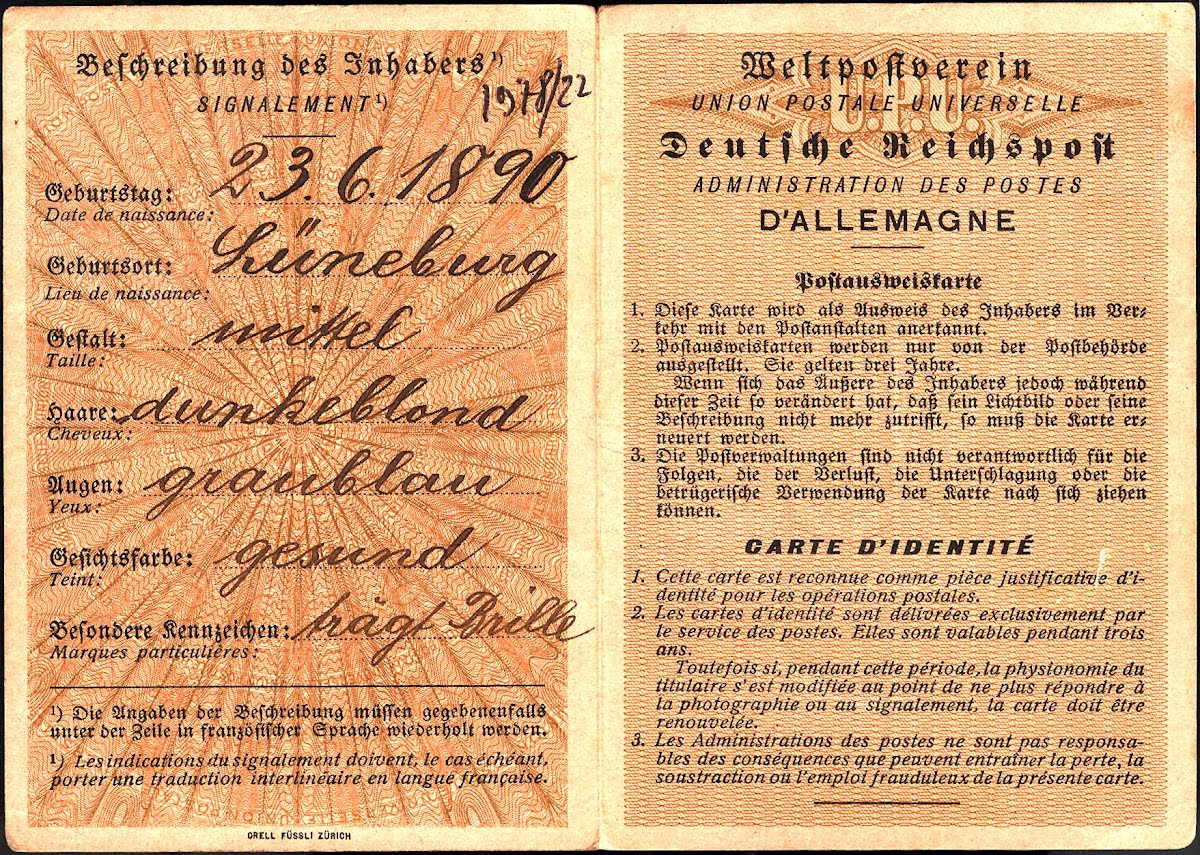 Beschreibung des Inhabers¹)
SIGNALEMENT¹)
1978/22
Geburtstag: 23. 6. 1890
Date de naissance:
Geburtsort: Lüneburg
Lieu de naissance:
Gestalt: mittel
Taille:
Haare: dunkeblond
Cheveux:
Augen: graublau
Yeux:
Gesichtsfarbe: gesund
Teint:
Besondere Kennzeichen: trägt Brille
Marques particulières:
¹) Die Angaben der Beschreibung müssen gegebenenfalls
unter der Zeile in französischer Sprache wiederholt werden.
¹) Les indications du signalement doivent, le cas échéant,
porter une traduction interlinéaire en langue française.
ORELL FÜSSLI ZÜRICH
Weltpostverein
UNION POSTALE UNIVERSELLE
U.P.U.
Deutsche Reichspost
ADMINISTRATION DES POSTES
D'ALLEMAGNE
Postausweiskarte
1. Diese Karte wird als Ausweis des Inhabers im Ver-
kehr mit den Postanstalten anerkannt.
2. Postausweiskarten werden nur von der Postbehörde
ausgestellt. Sie gelten drei Jahre.
Wenn sich das Äußere des Inhabers jedoch während
dieser Zeit so verändert hat, daß sein Lichtbild oder seine
Beschreibung nicht mehr zutrifft, so muß die Karte er-
neuert werden.
3. Die Postverwaltungen sind nicht verantwortlich für die
Folgen, die der Verlust, die Unterschlagung oder die
betrügerische Verwendung der Karte nach sich ziehen
können.
CARTE D'IDENTITÉ
1. Cette carte est reconnue comme pièce justificative d'i-
dentité pour les opérations postales.
2. Les cartes d'identité sont délivrées exclusivement par
le service des postes. Elles sont valables pendant trois
ans.
Toutefois si, pendant cette période, la physionomie du
titulaire s'est modifiée au point de ne plus répondre à
la photographie ou au signalement, la carte doit être
renouvelée.
3. Les Administrations des postes ne sont pas responsa-
bles des conséquences que peuvent entraîner la perte, la
soustraction ou l'emploi frauduleux de la présente carte.